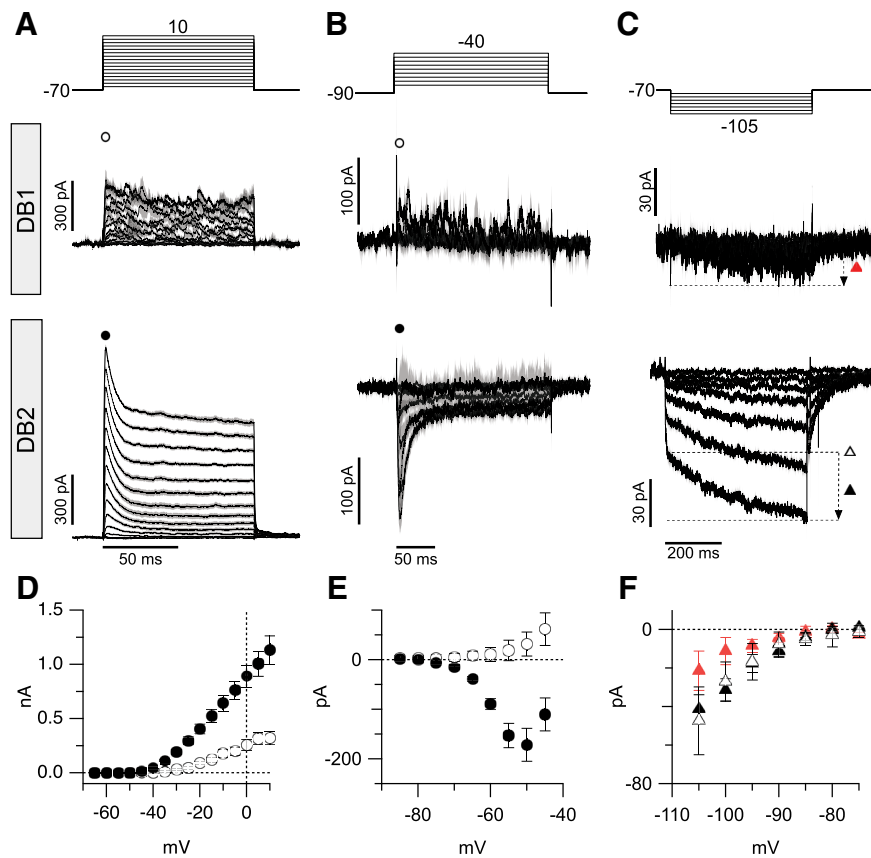 A
B
C
10
-70
-40
-90
-70
-105
DB1
300 pA
100 pA
30 pA
DB2
300 pA
100 pA
30 pA
50 ms
50 ms
200 ms
D
E
F
1.5
1.0
0.5
0.0
nA
-60 -40 -20 0
mV
0
-200
pA
-80 -60 -40
mV
0
-80
pA
-110 -100 -90 -80
mV